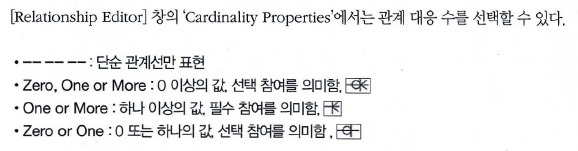 [Relationship Editor] 창의 'Cardinality Properties'에서는 관계 대응 수를 선택할 수 있다.
• ––––– : 단순 관계선만 표현
• Zero, One or More : 0 이상의 값, 선택 참여를 의미함,
• One or More : 하나 이상의 값, 필수 참여를 의미함,
• Zero or One : 0 또는 하나의 값, 선택 참여를 의미함 ,